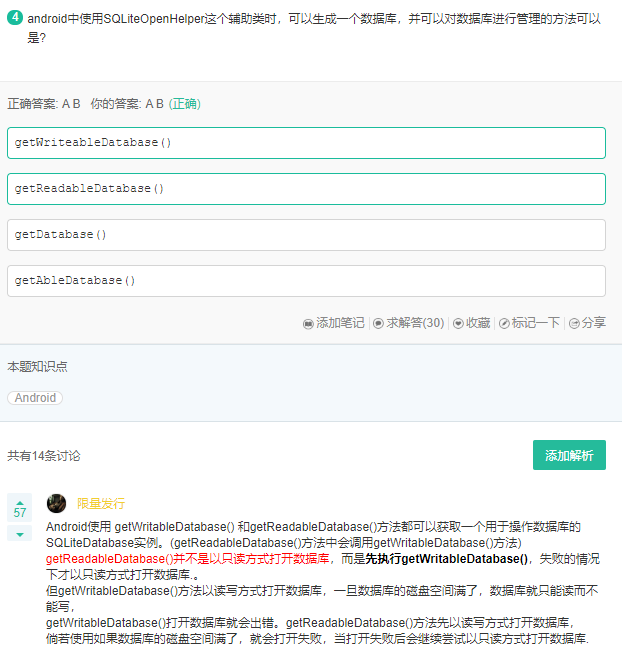 4 android中使用SQLiteOpenHelper这个辅助类时，可以生成一个数据库，并可以对数据库进行管理的方法可以
是?
正确答案: A B 你的答案: A B (正确)
getWriteableDatabase()
getReadableDatabase()
getDatabase()
getAbleDatabase()
添加笔记 求解答(30) 收藏 标记一下 分享
本题知识点
Android
共有14条讨论 添加解析
限量发行
57
Android使用 getWritableDatabase() 和getReadableDatabase()方法都可以获取一个用于操作数据库的
SQLiteDatabase实例。(getReadableDatabase()方法中会调用getWritableDatabase()方法)
getReadableDatabase()并不是以只读方式打开数据库，而是先执行getWritableDatabase()，失败的情况
下才以只读方式打开数据库.。
但getWritableDatabase()方法以读写方式打开数据库，一旦数据库的磁盘空间满了，数据库就只能读而不
能写，
getWritableDatabase()打开数据库就会出错。getReadableDatabase()方法先以读写方式打开数据库，
倘若使用如果数据库的磁盘空间满了，就会打开失败，当打开失败后会继续尝试以只读方式打开数据库.